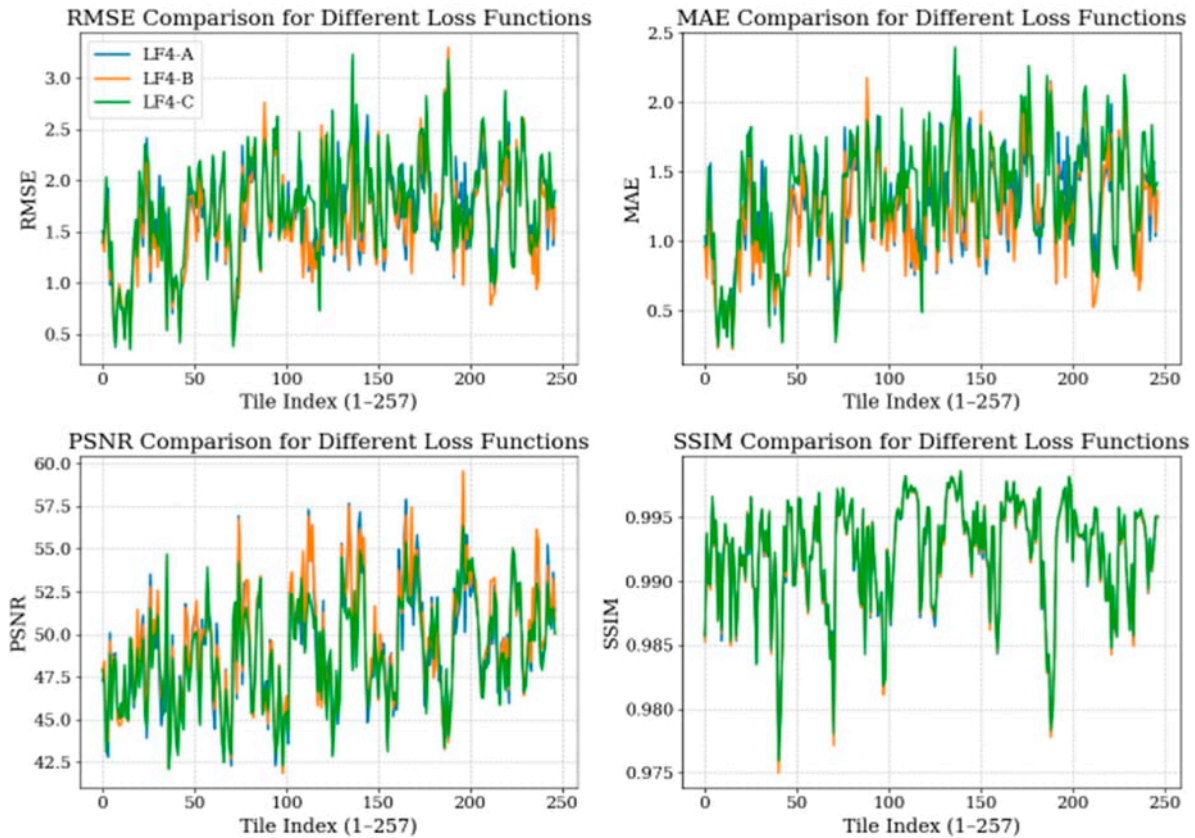 RMSE Comparison for Different Loss Functions
LF4-A
LF4-B
LF4-C
3.0
2.5
2.0
1.5
1.0
0.5
RMSE
0 50 100 150 200 250
Tile Index (1–257)
MAE Comparison for Different Loss Functions
2.5
2.0
1.5
1.0
0.5
MAE
0 50 100 150 200 250
Tile Index (1–257)
PSNR Comparison for Different Loss Functions
60.0
57.5
55.0
52.5
50.0
47.5
45.0
42.5
PSNR
0 50 100 150 200 250
Tile Index (1–257)
SSIM Comparison for Different Loss Functions
0.995
0.990
0.985
0.980
0.975
SSIM
0 50 100 150 200 250
Tile Index (1–257)